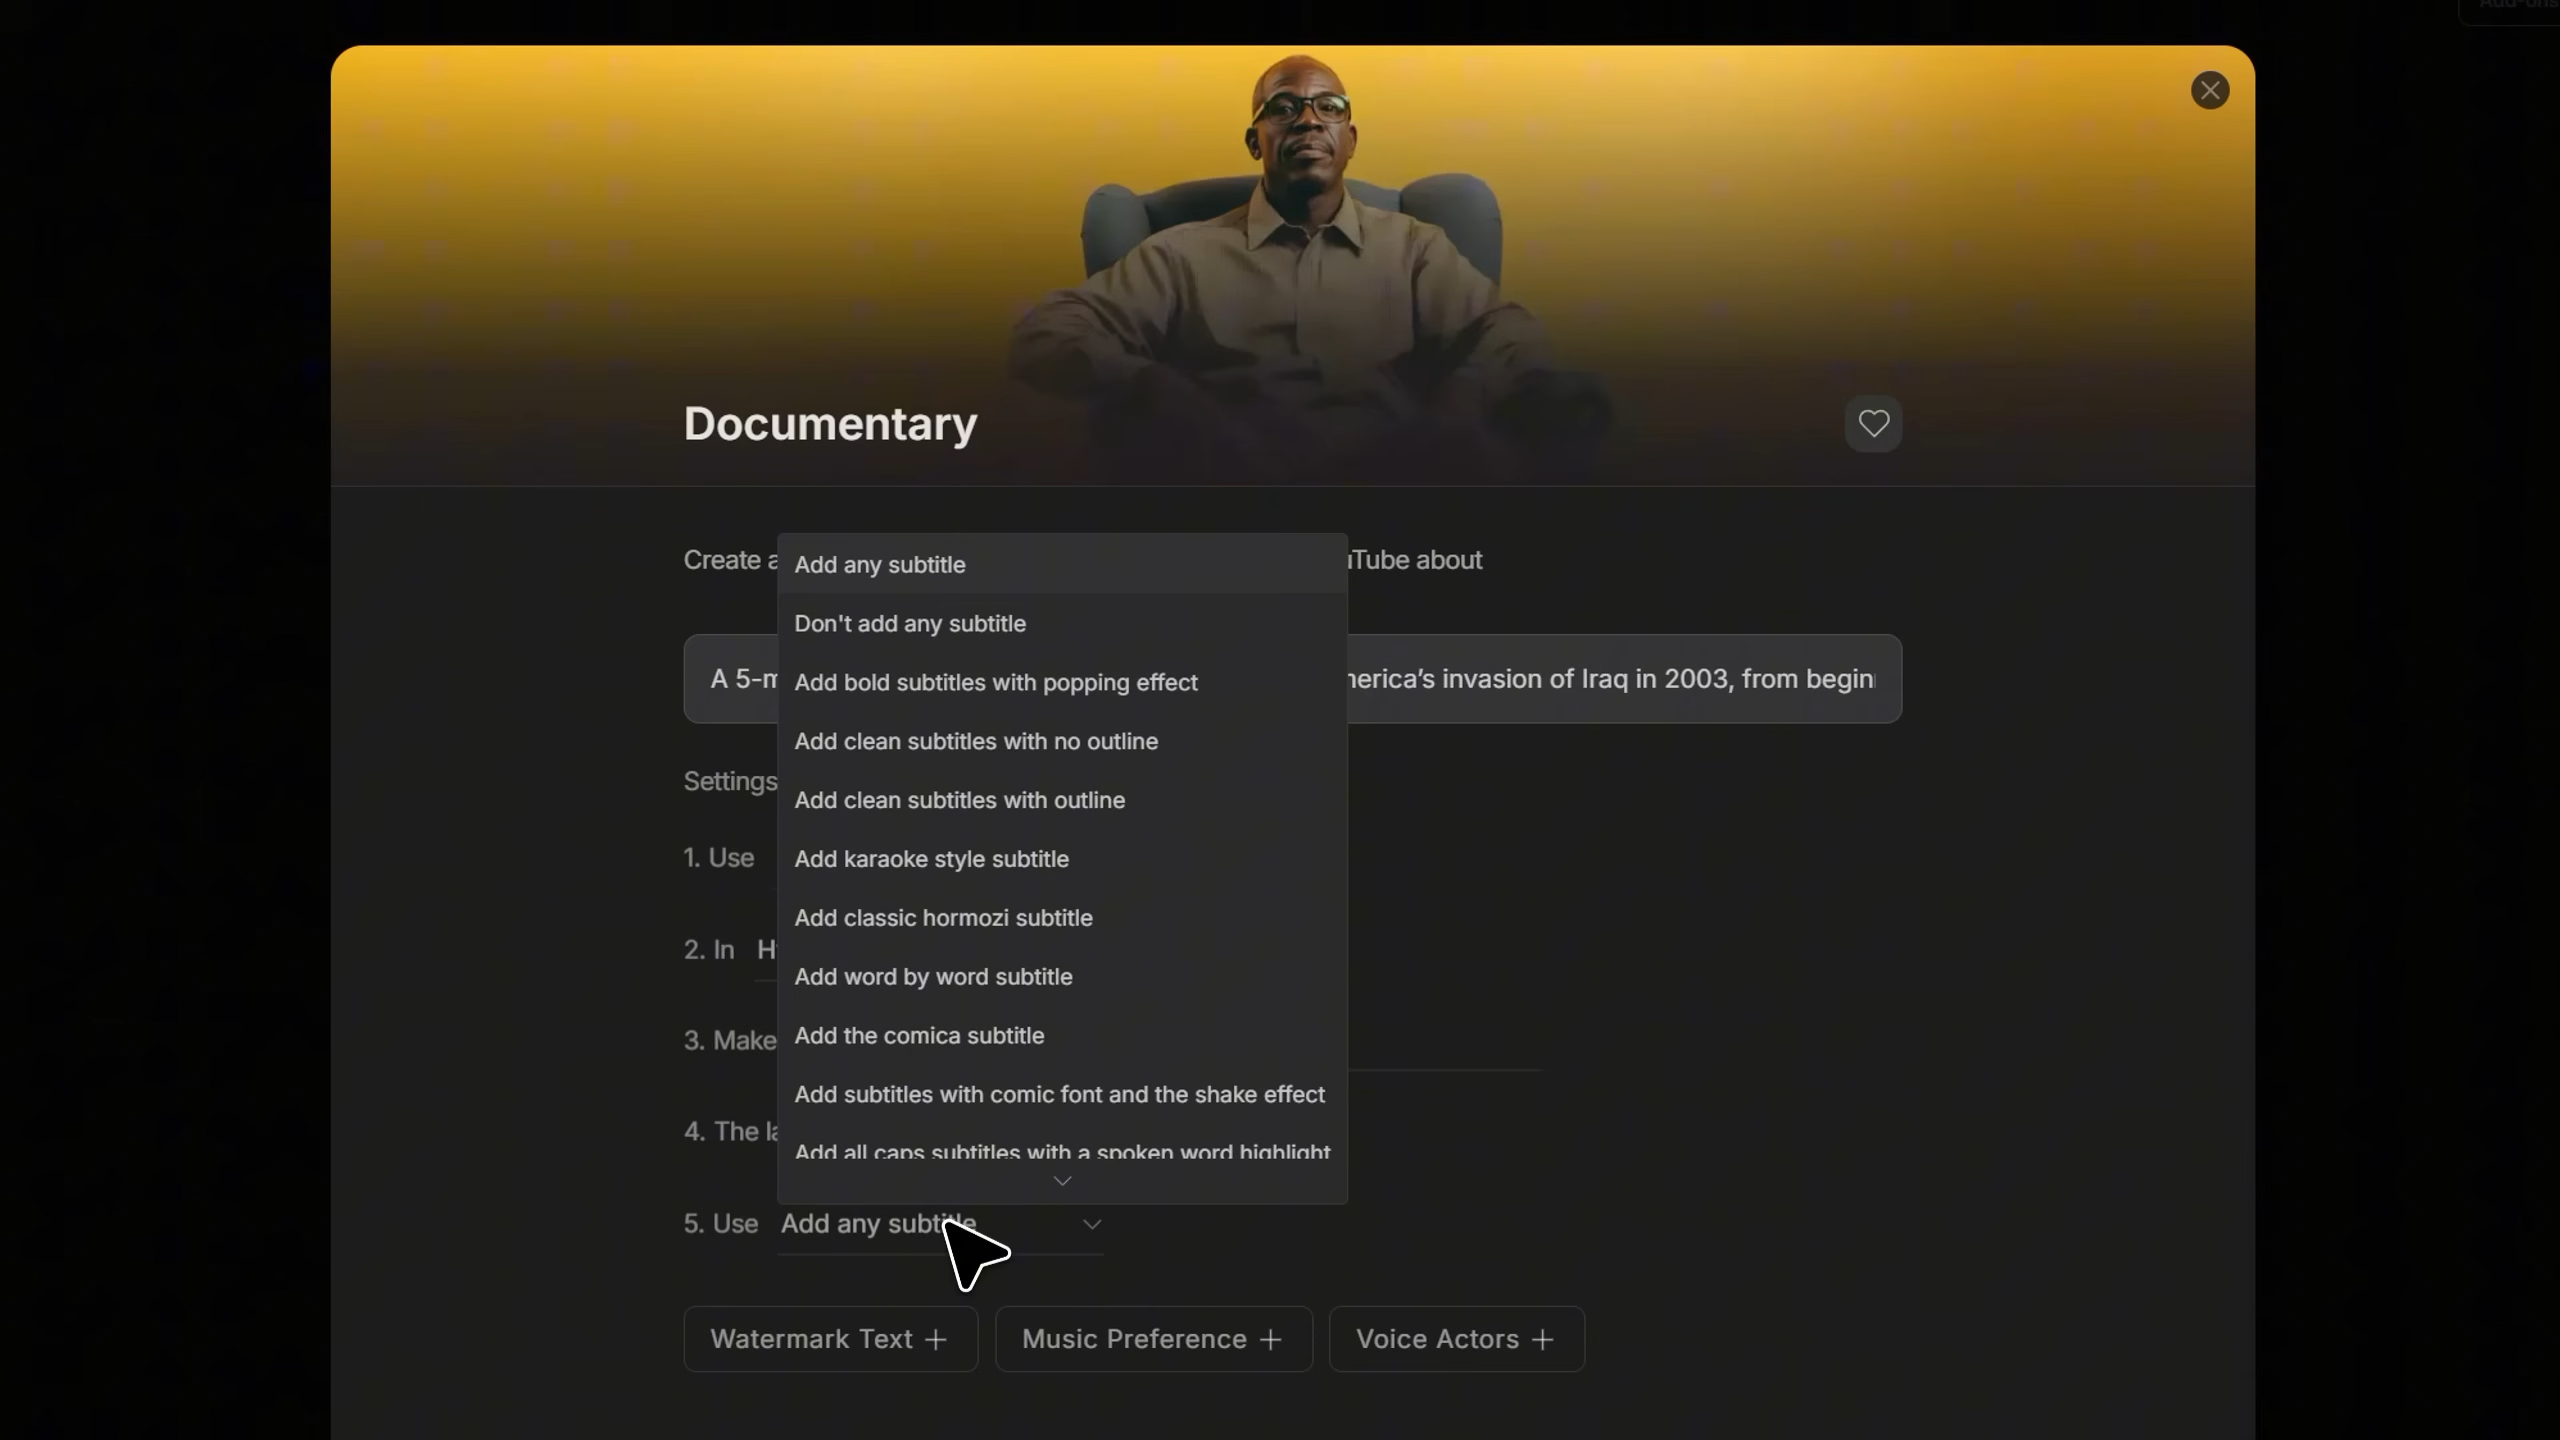 Documentary
Create a
uTube about
Add any subtitle
Don't add any subtitle
Add bold subtitles with popping effect
Add clean subtitles with no outline
Add clean subtitles with outline
Add karaoke style subtitle
Add classic hormozi subtitle
Add word by word subtitle
Add the comica subtitle
Add subtitles with comic font and the shake effect
Add all caps subtitles with a spoken word highlight
A 5-m
merica’s invasion of Iraq in 2003, from begin
Settings
1. Use
2. In
3. Make
4. The la
5. Use Add any subtitle
Watermark Text +
Music Preference +
Voice Actors +